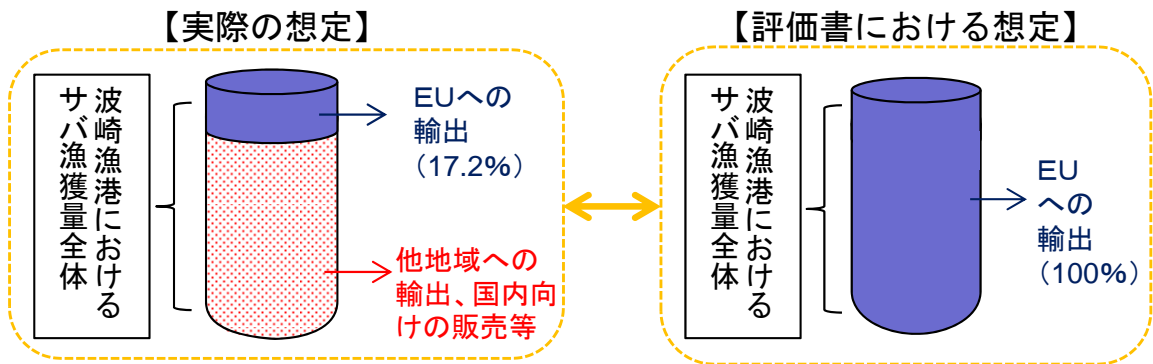 【実際の想定】
波崎漁港における
サバ漁獲量全体
EUへの
輸出
（17.2%）
他地域への
輸出、国内向
けの販売等
【評価書における想定】
波崎漁港における
サバ漁獲量全体
EU
への
輸出
（100%）